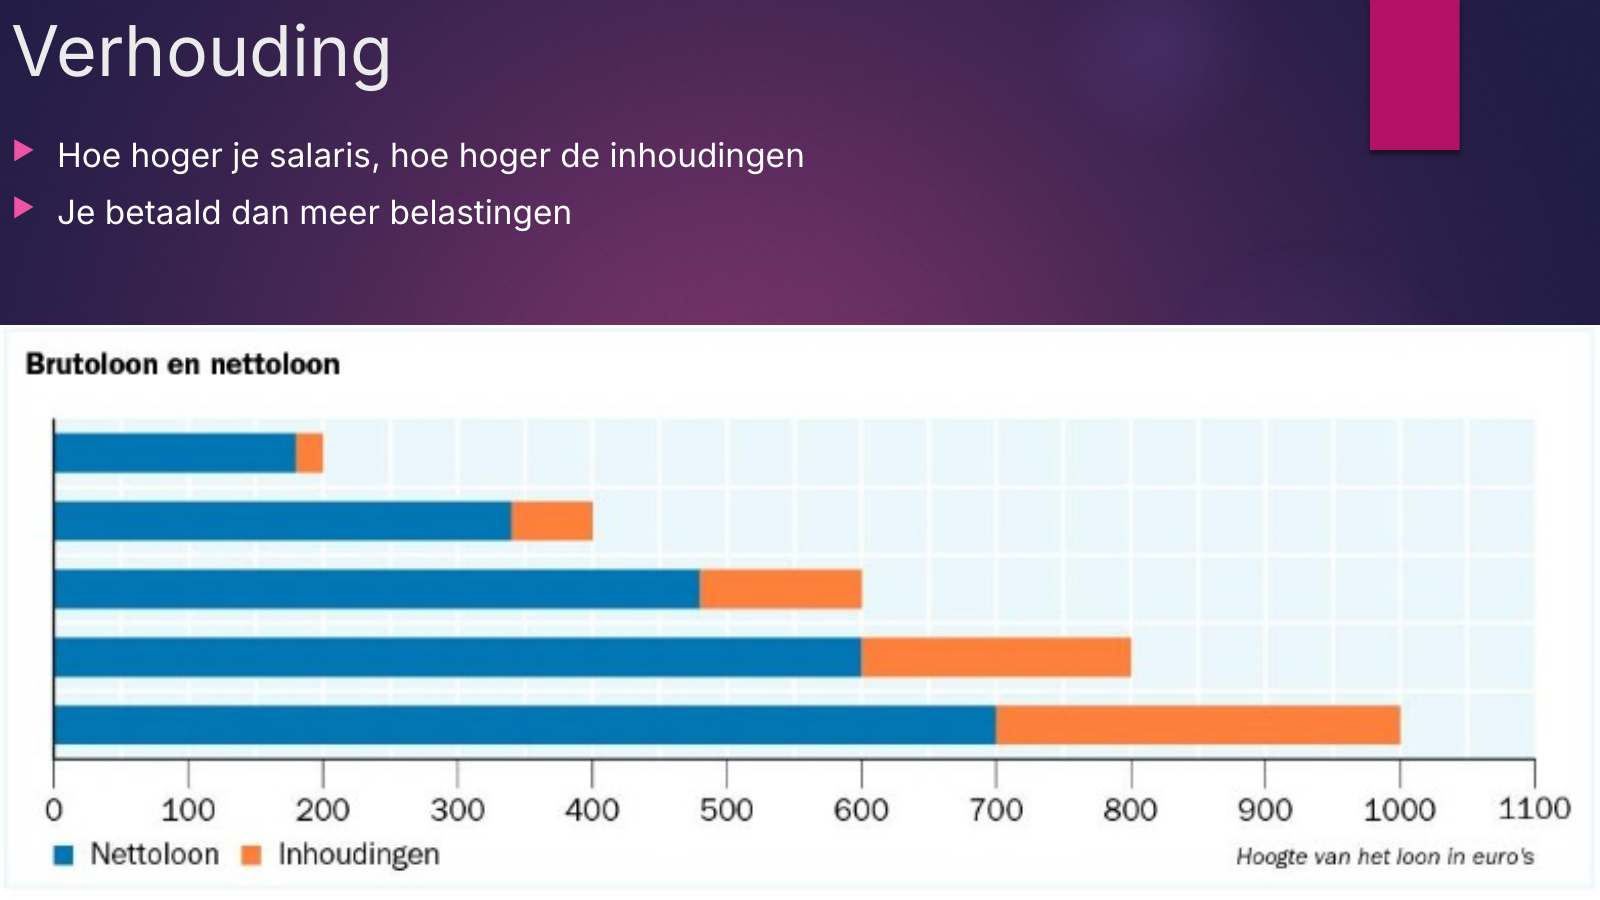 Verhouding
Hoe hoger je salaris, hoe hoger de inhoudingen
Je betaald dan meer belastingen
Brutoloon en nettoloon
0 100 200 300 400 500 600 700 800 900 1000 1100
Nettoloon Inhoudingen Hoogte van het loon in euro's